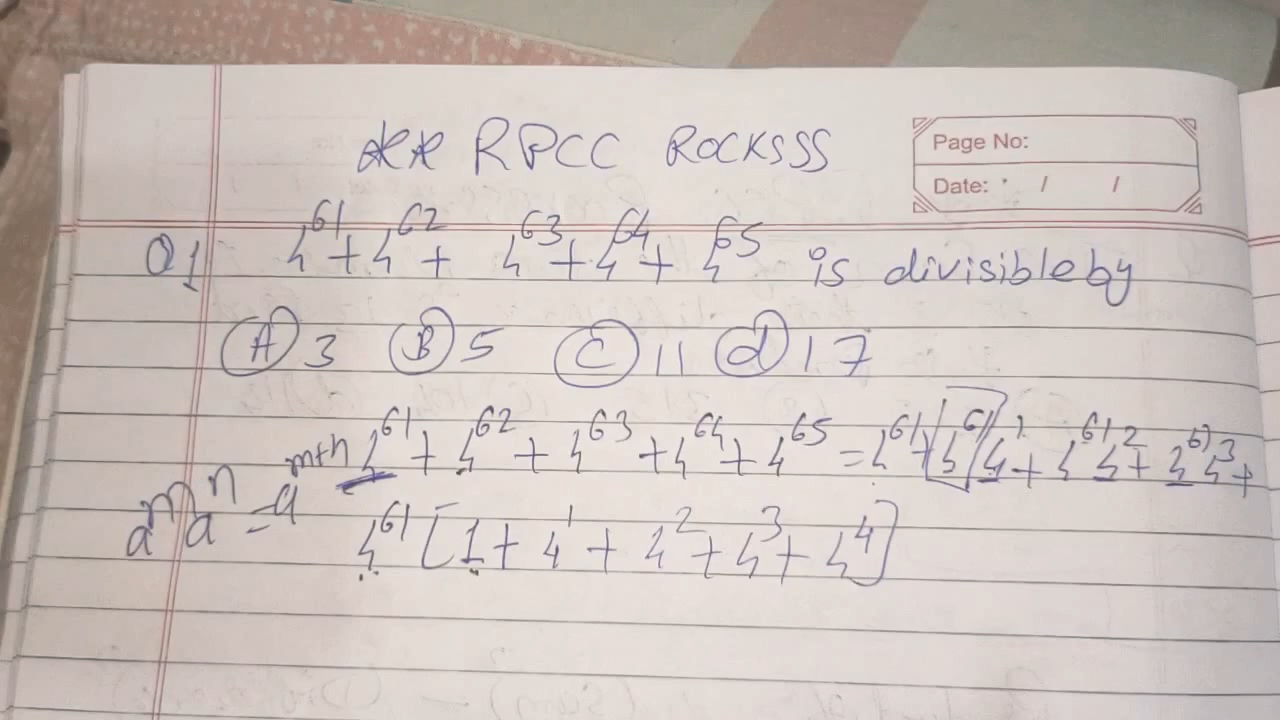 RPCC ROCKSSS
Page No:
Date: / /
Q1 4^61 + 4^62 + 4^63 + 4^64 + 4^65 is divisible by
(A) 3 (B) 5 (C) 11 (d) 17
4^61 + 4^62 + 4^63 + 4^64 + 4^65 = 4^61 + 4^61 4^1 + 4^61 4^2 + 4^61 4^3 +
a^m a^n = a^m+n
4^61 [1 + 4^1 + 4^2 + 4^3 + 4^4]